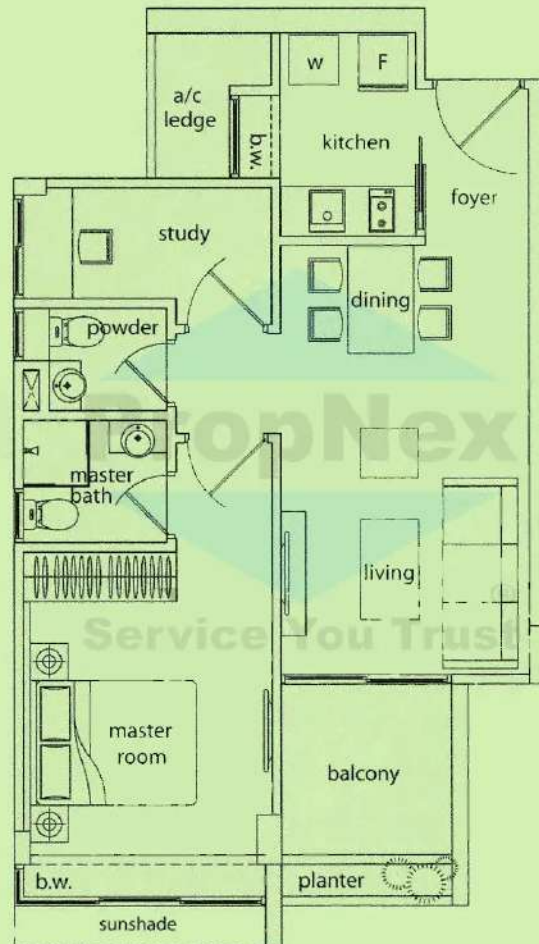 W
F
a/c
ledge
b.w.
kitchen
foyer
study
dining
powder
PropNex
master
bath
living
Service You Trust
master
room
balcony
b.w.
planter
sunshade